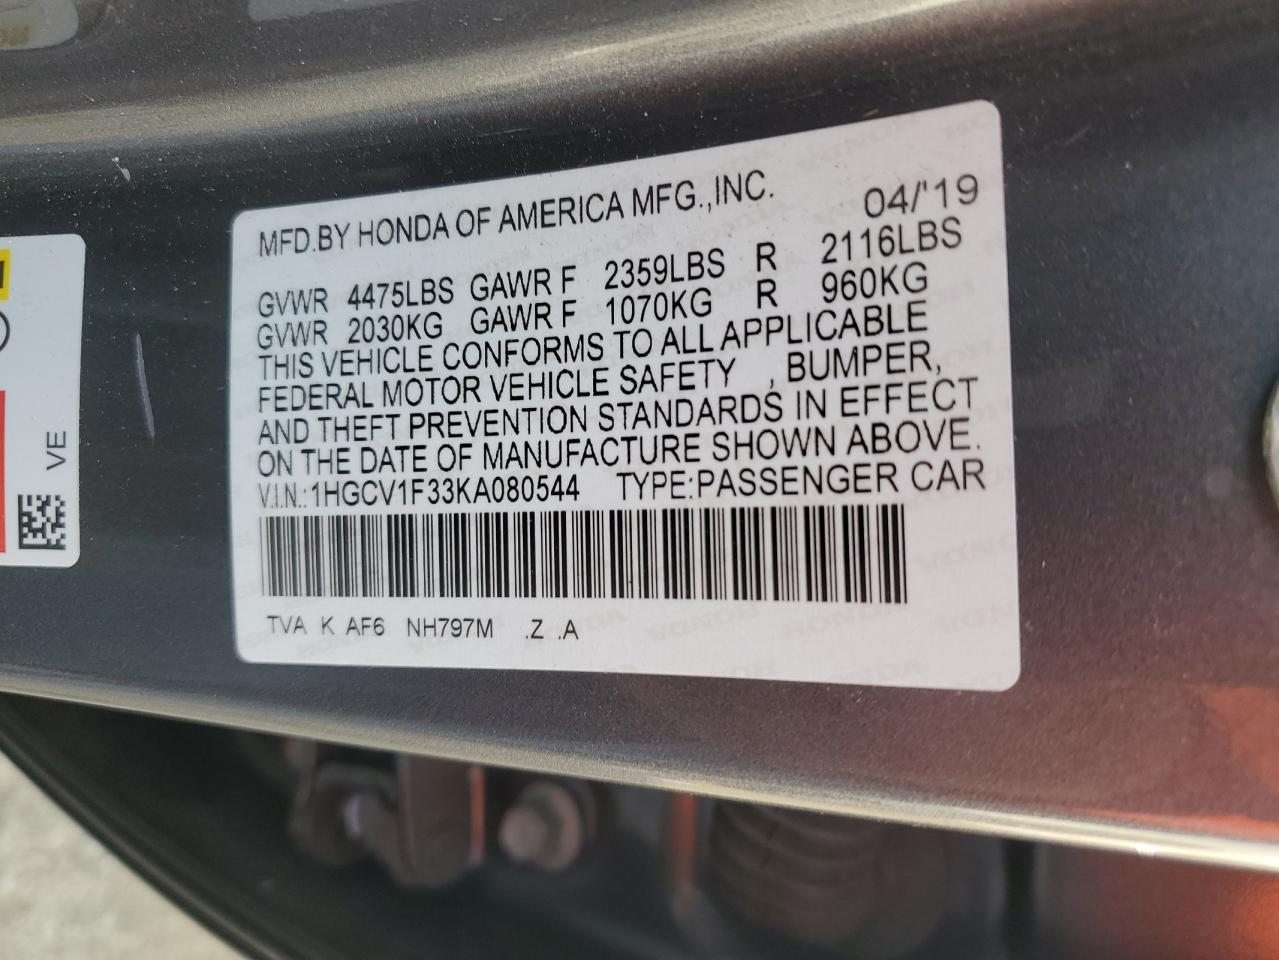 MFD.BY HONDA OF AMERICA MFG.,INC. 04/'19
GVWR 4475LBS GAWR F 2359LBS R 2116LBS
GVWR 2030KG GAWR F 1070KG R 960KG
THIS VEHICLE CONFORMS TO ALL APPLICABLE
FEDERAL MOTOR VEHICLE SAFETY , BUMPER,
AND THEFT PREVENTION STANDARDS IN EFFECT
ON THE DATE OF MANUFACTURE SHOWN ABOVE.
V.I.N.:1HGCV1F33KA080544 TYPE:PASSENGER CAR
TVA K AF6 NH797M .Z .A
VE